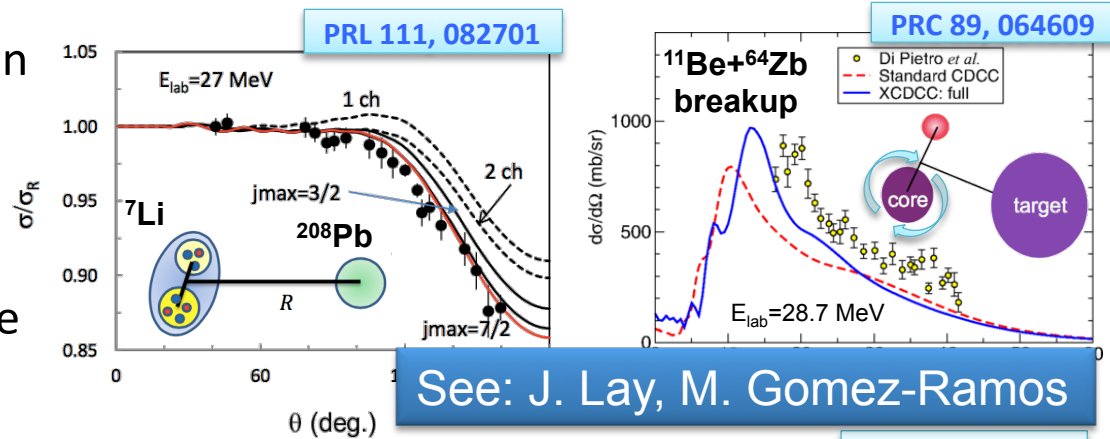 n
e
PRL 111, 082701
1.05
1.00
0.95
0.90
0.85
σ/σR
Elab=27 MeV
1 ch
2 ch
jmax=3/2
jmax=7/2
7Li
208Pb
R
0
60
1
θ (deg.)
PRC 89, 064609
11Be+64Zb
breakup
Di Pietro et al.
Standard CDCC
XCDCC: full
1000
500
0
dσ/dΩ (mb/sr)
core
target
Elab=28.7 MeV
See: J. Lay, M. Gomez-Ramos